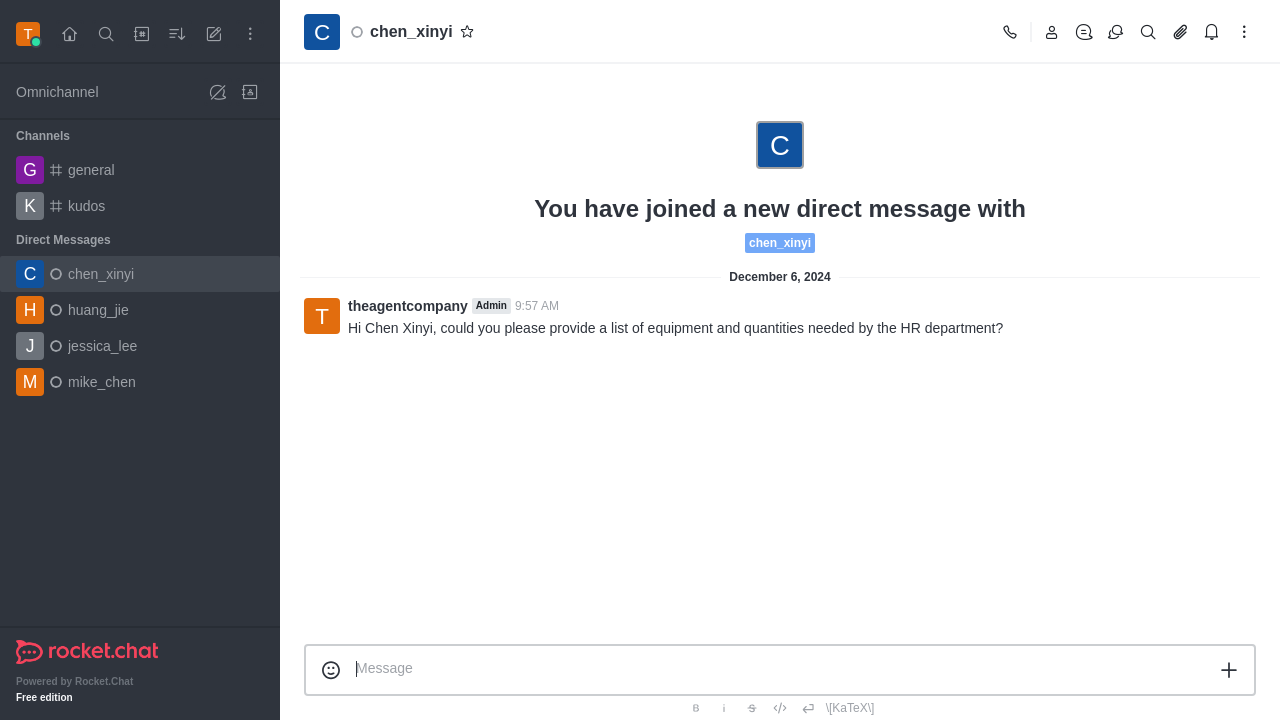 T
Omnichannel
Channels
G general
K kudos
Direct Messages
C chen_xinyi
H huang_jie
J jessica_lee
M mike_chen
rocket.chat
Powered by Rocket.Chat
Free edition
C chen_xinyi
C
You have joined a new direct message with
chen_xinyi
December 6, 2024
T theagentcompany Admin 9:57 AM
Hi Chen Xinyi, could you please provide a list of equipment and quantities needed by the HR department?
Message
B i S </> \[KaTeX\]